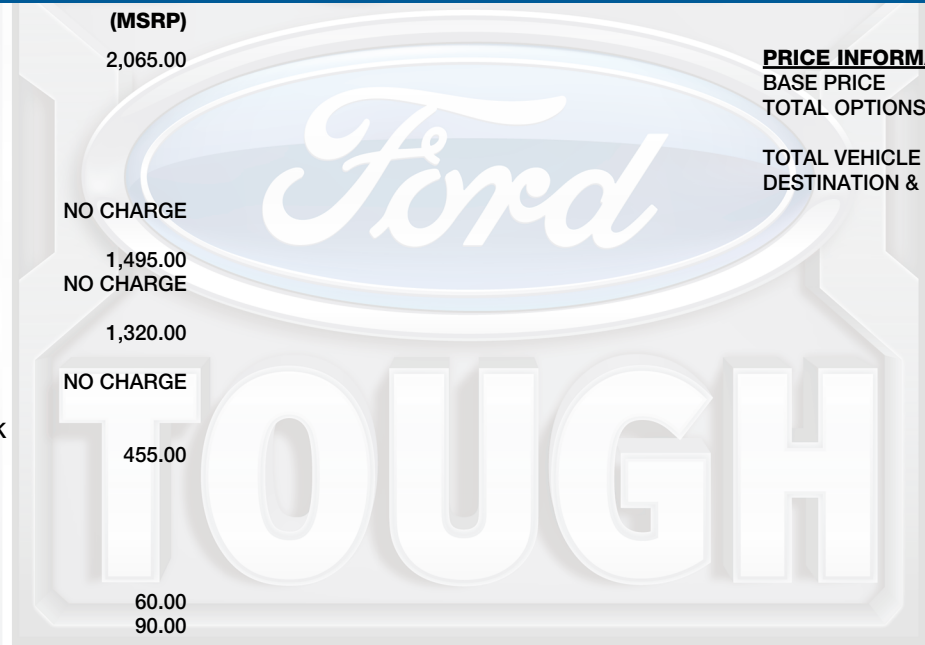 (MSRP)
2,065.00
NO CHARGE
1,495.00
NO CHARGE
1,320.00
NO CHARGE
K
455.00
60.00
90.00
PRICE INFORMA
BASE PRICE
TOTAL OPTIONS
TOTAL VEHICLE
DESTINATION &
Ford
TOUGH